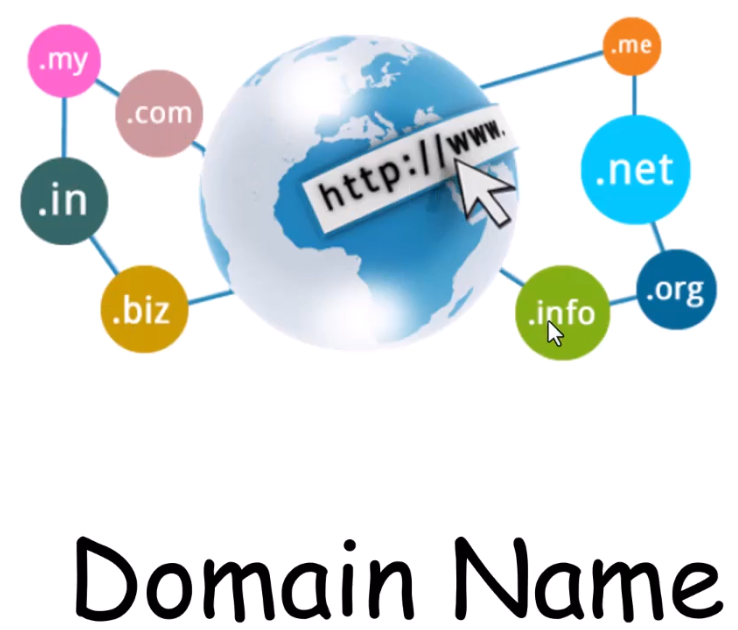 .my
.com
.in
.biz
http://www.
.me
.net
.org
.info
Domain Name